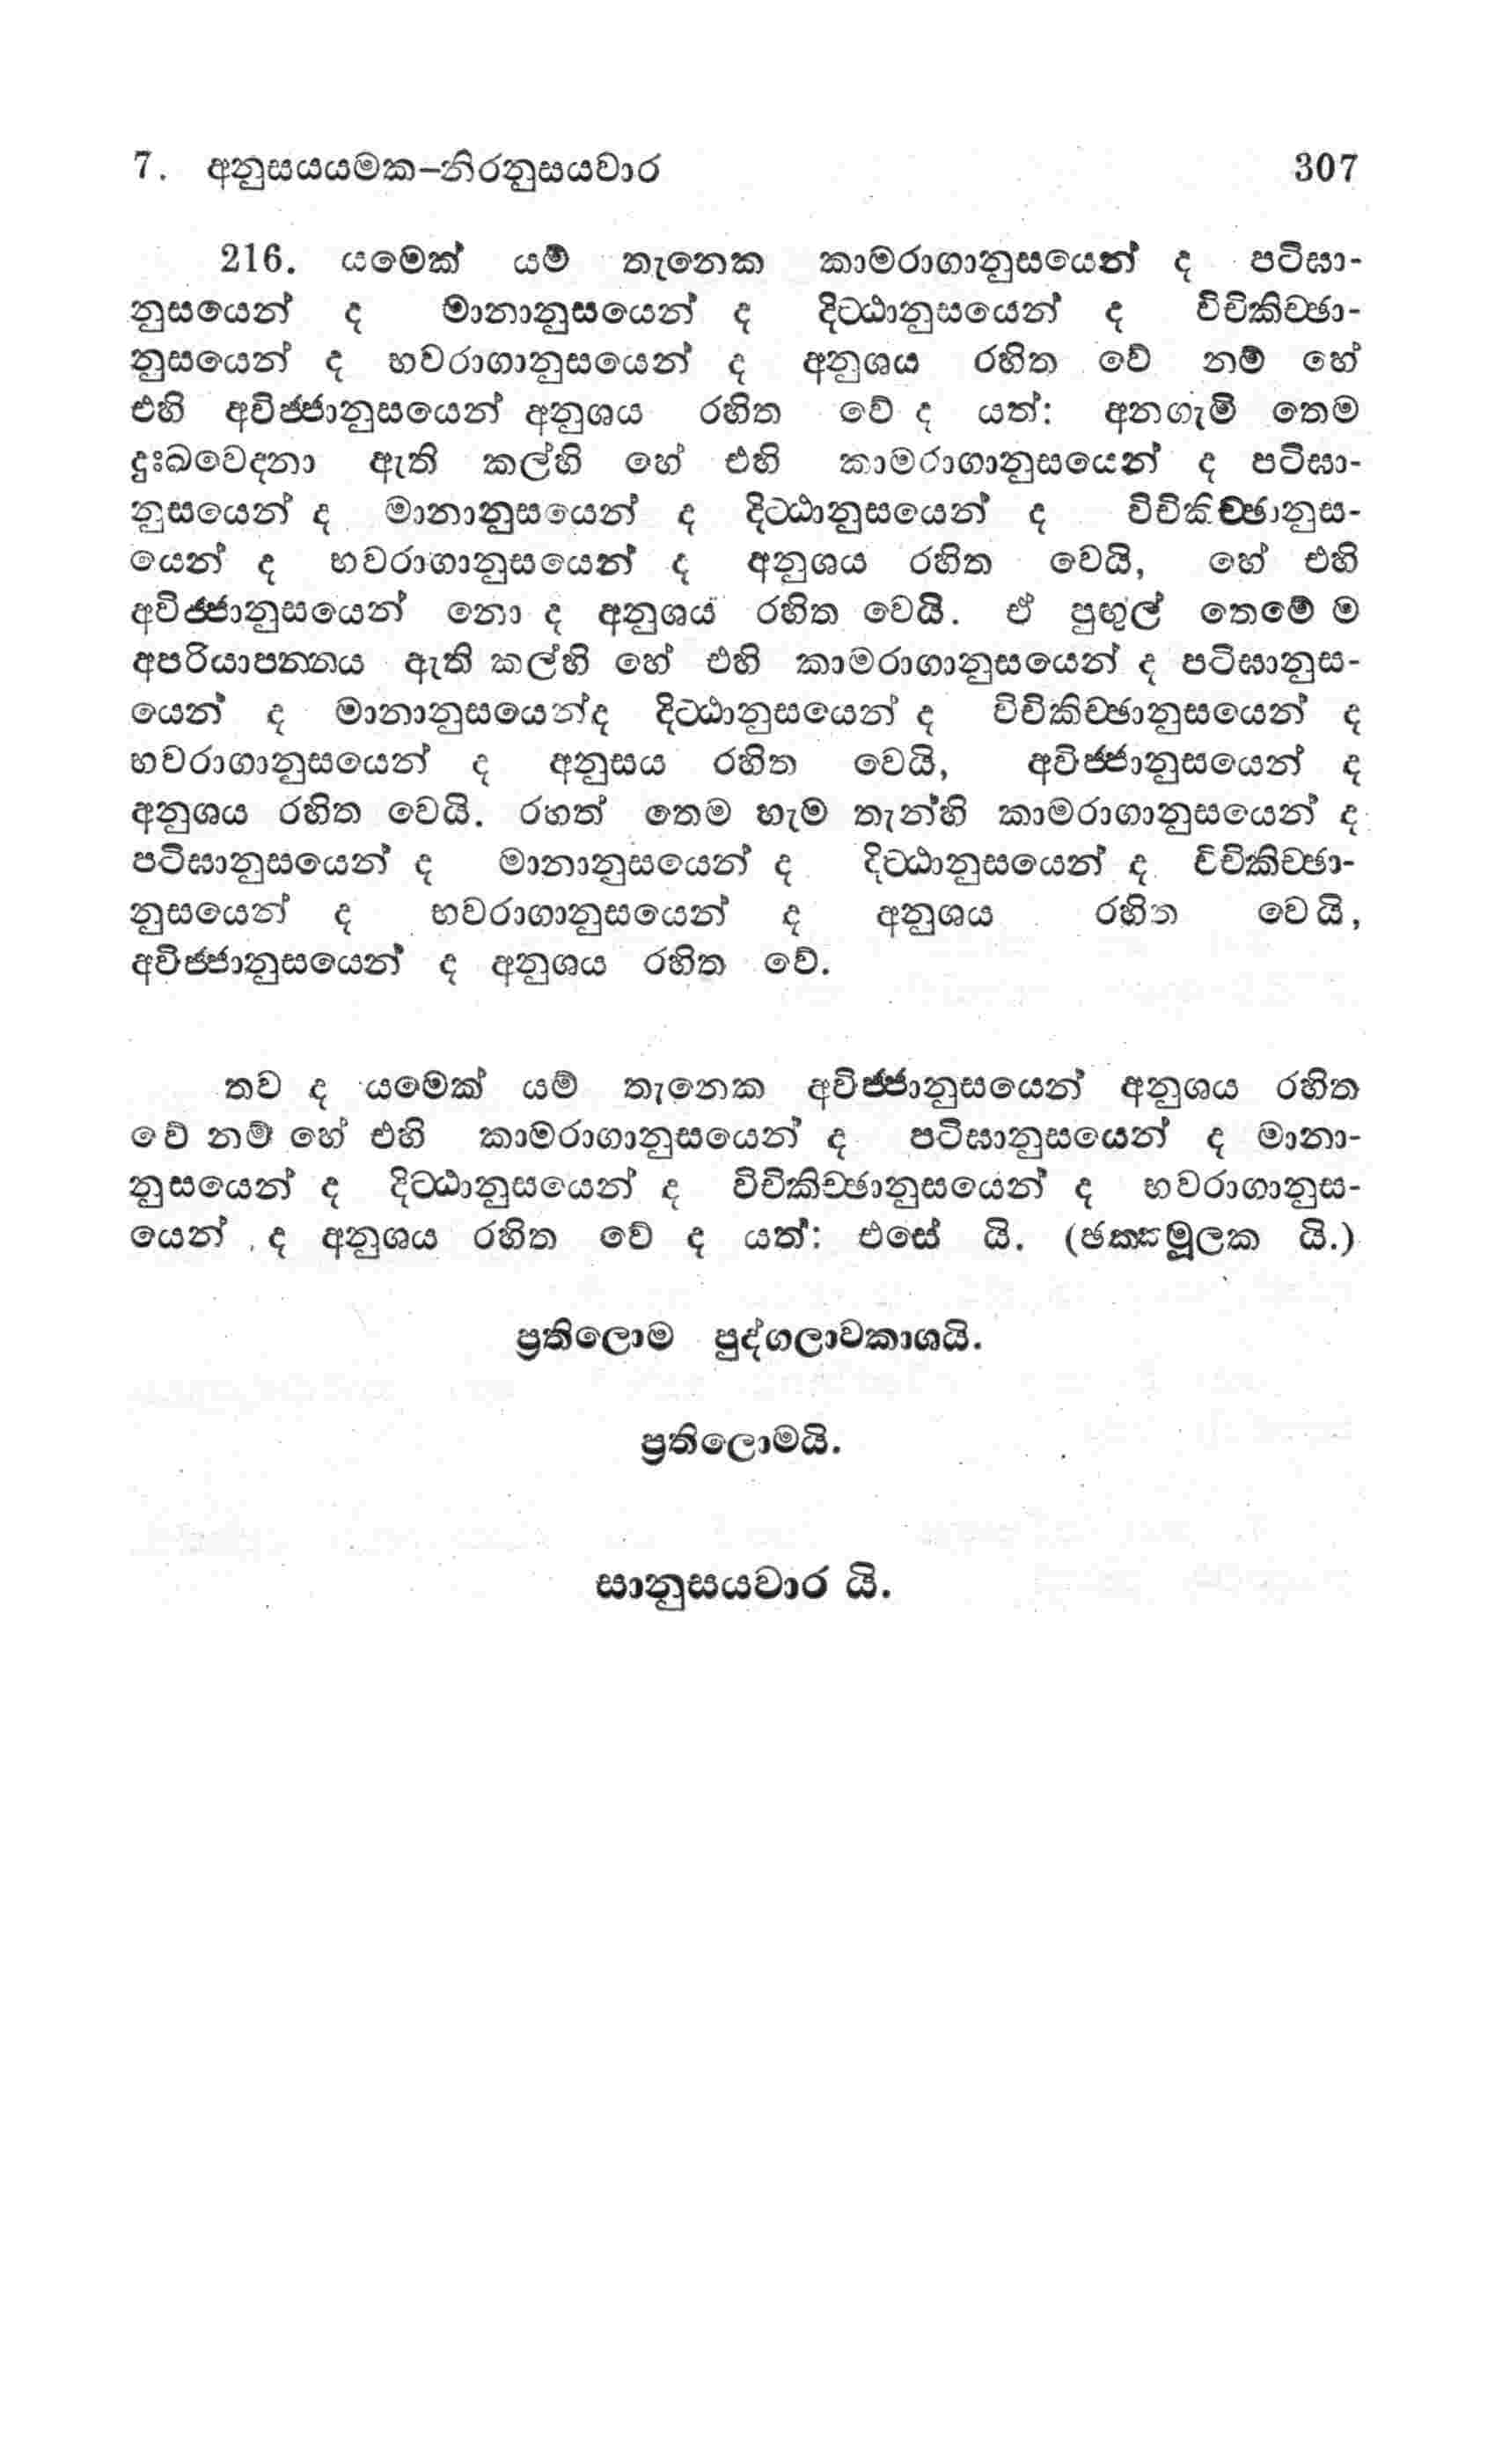 7. අනුසයයමක–නිරනුසයවාර 307
216. යමෙක් යම් තැනෙක කාමරාගානුසයෙන් ද පටිඝා-
නුසයෙන් ද මානානුසයෙන් ද දිට්ඨානුසයෙන් ද විචිකිච්ඡා-
නුසයෙන් ද භවරාගානුසයෙන් ද අනුශය රහිත වේ නම් හේ
එහි අවිජ්ජානුසයෙන් අනුශය රහිත වේ ද යත්: අනගැමි තෙම
දුඃඛවෙදනා ඇති කල්හි හේ එහි කාමරාගානුසයෙන් ද පටිඝා-
නුසයෙන් ද මානානුසයෙන් ද දිට්ඨානුසයෙන් ද විචිකිච්ඡානුස-
යෙන් ද භවරාගානුසයෙන් ද අනුශය රහිත වෙයි, හේ එහි
අවිජ්ජානුසයෙන් නො ද අනුශය රහිත වෙයි. ඒ පුඟුල් තෙමේ ම
අපරියාපන්නය ඇති කල්හි හේ එහි කාමරාගානුසයෙන් ද පටිඝානුස-
යෙන් ද මානානුසයෙන්ද දිට්ඨානුසයෙන් ද විචිකිච්ඡානුසයෙන් ද
භවරාගානුසයෙන් ද අනුසය රහිත වෙයි, අවිජ්ජානුසයෙන් ද
අනුශය රහිත වෙයි. රහත් තෙම හැම තැන්හි කාමරාගානුසයෙන් ද
පටිඝානුසයෙන් ද මානානුසයෙන් ද දිට්ඨානුසයෙන් ද විචිකිච්ඡා-
නුසයෙන් ද භවරාගානුසයෙන් ද අනුශය රහිත වෙයි,
අවිජ්ජානුසයෙන් ද අනුශය රහිත වේ.
තව ද යමෙක් යම් තැනෙක අවිජ්ජානුසයෙන් අනුශය රහිත
වේ නම් හේ එහි කාමරාගානුසයෙන් ද පටිඝානුසයෙන් ද මානා-
නුසයෙන් ද දිට්ඨානුසයෙන් ද විචිකිච්ඡානුසයෙන් ද භවරාගානුස-
යෙන් ද අනුශය රහිත වේ ද යත්: එසේ යි. (ඡක්කමූලක යි.)
ප්‍රතිලොම පුද්ගලාවකාශයි.
ප්‍රතිලොමයි.
සානුසයවාර යි.